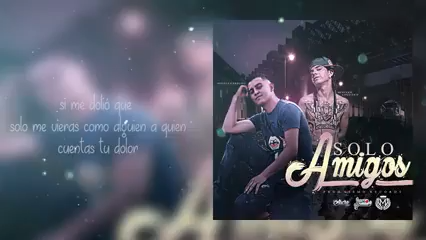 si me dolió que
solo me vieras como alguien a quien
cuentas tu dolor
SOLO
Amigos